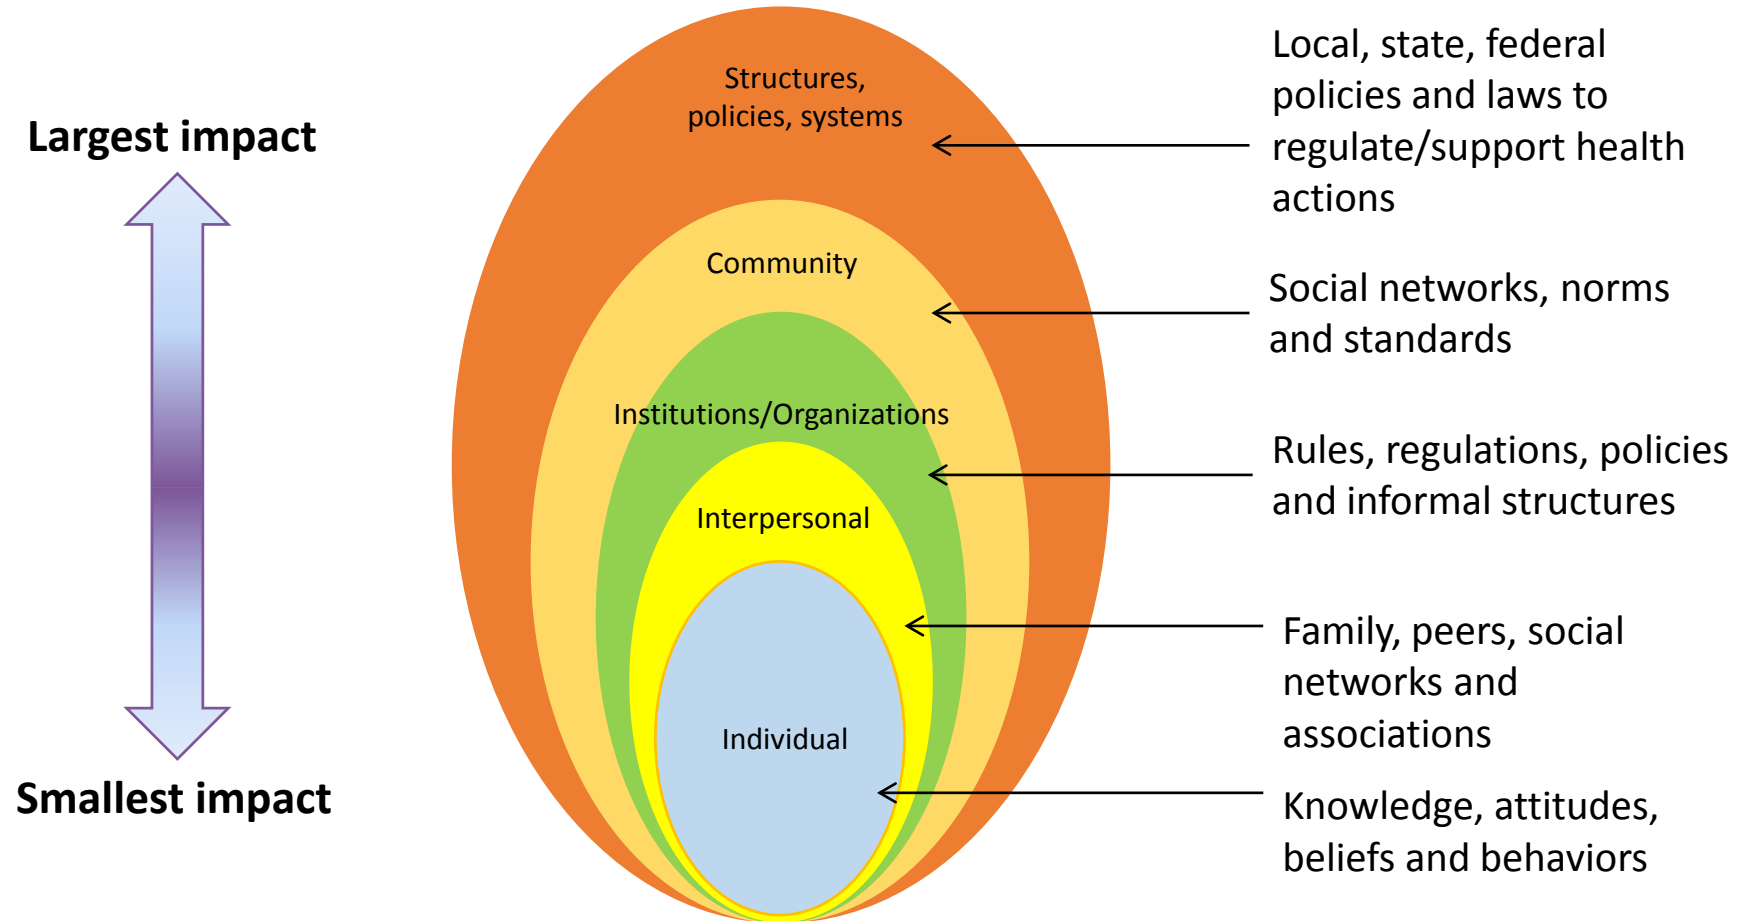 Largest impact
Smallest impact
Structures,
policies, systems
Community
Institutions/Organizations
Interpersonal
Individual
Local, state, federal
policies and laws to
regulate/support health
actions
Social networks, norms
and standards
Rules, regulations, policies
and informal structures
Family, peers, social
networks and
associations
Knowledge, attitudes,
beliefs and behaviors